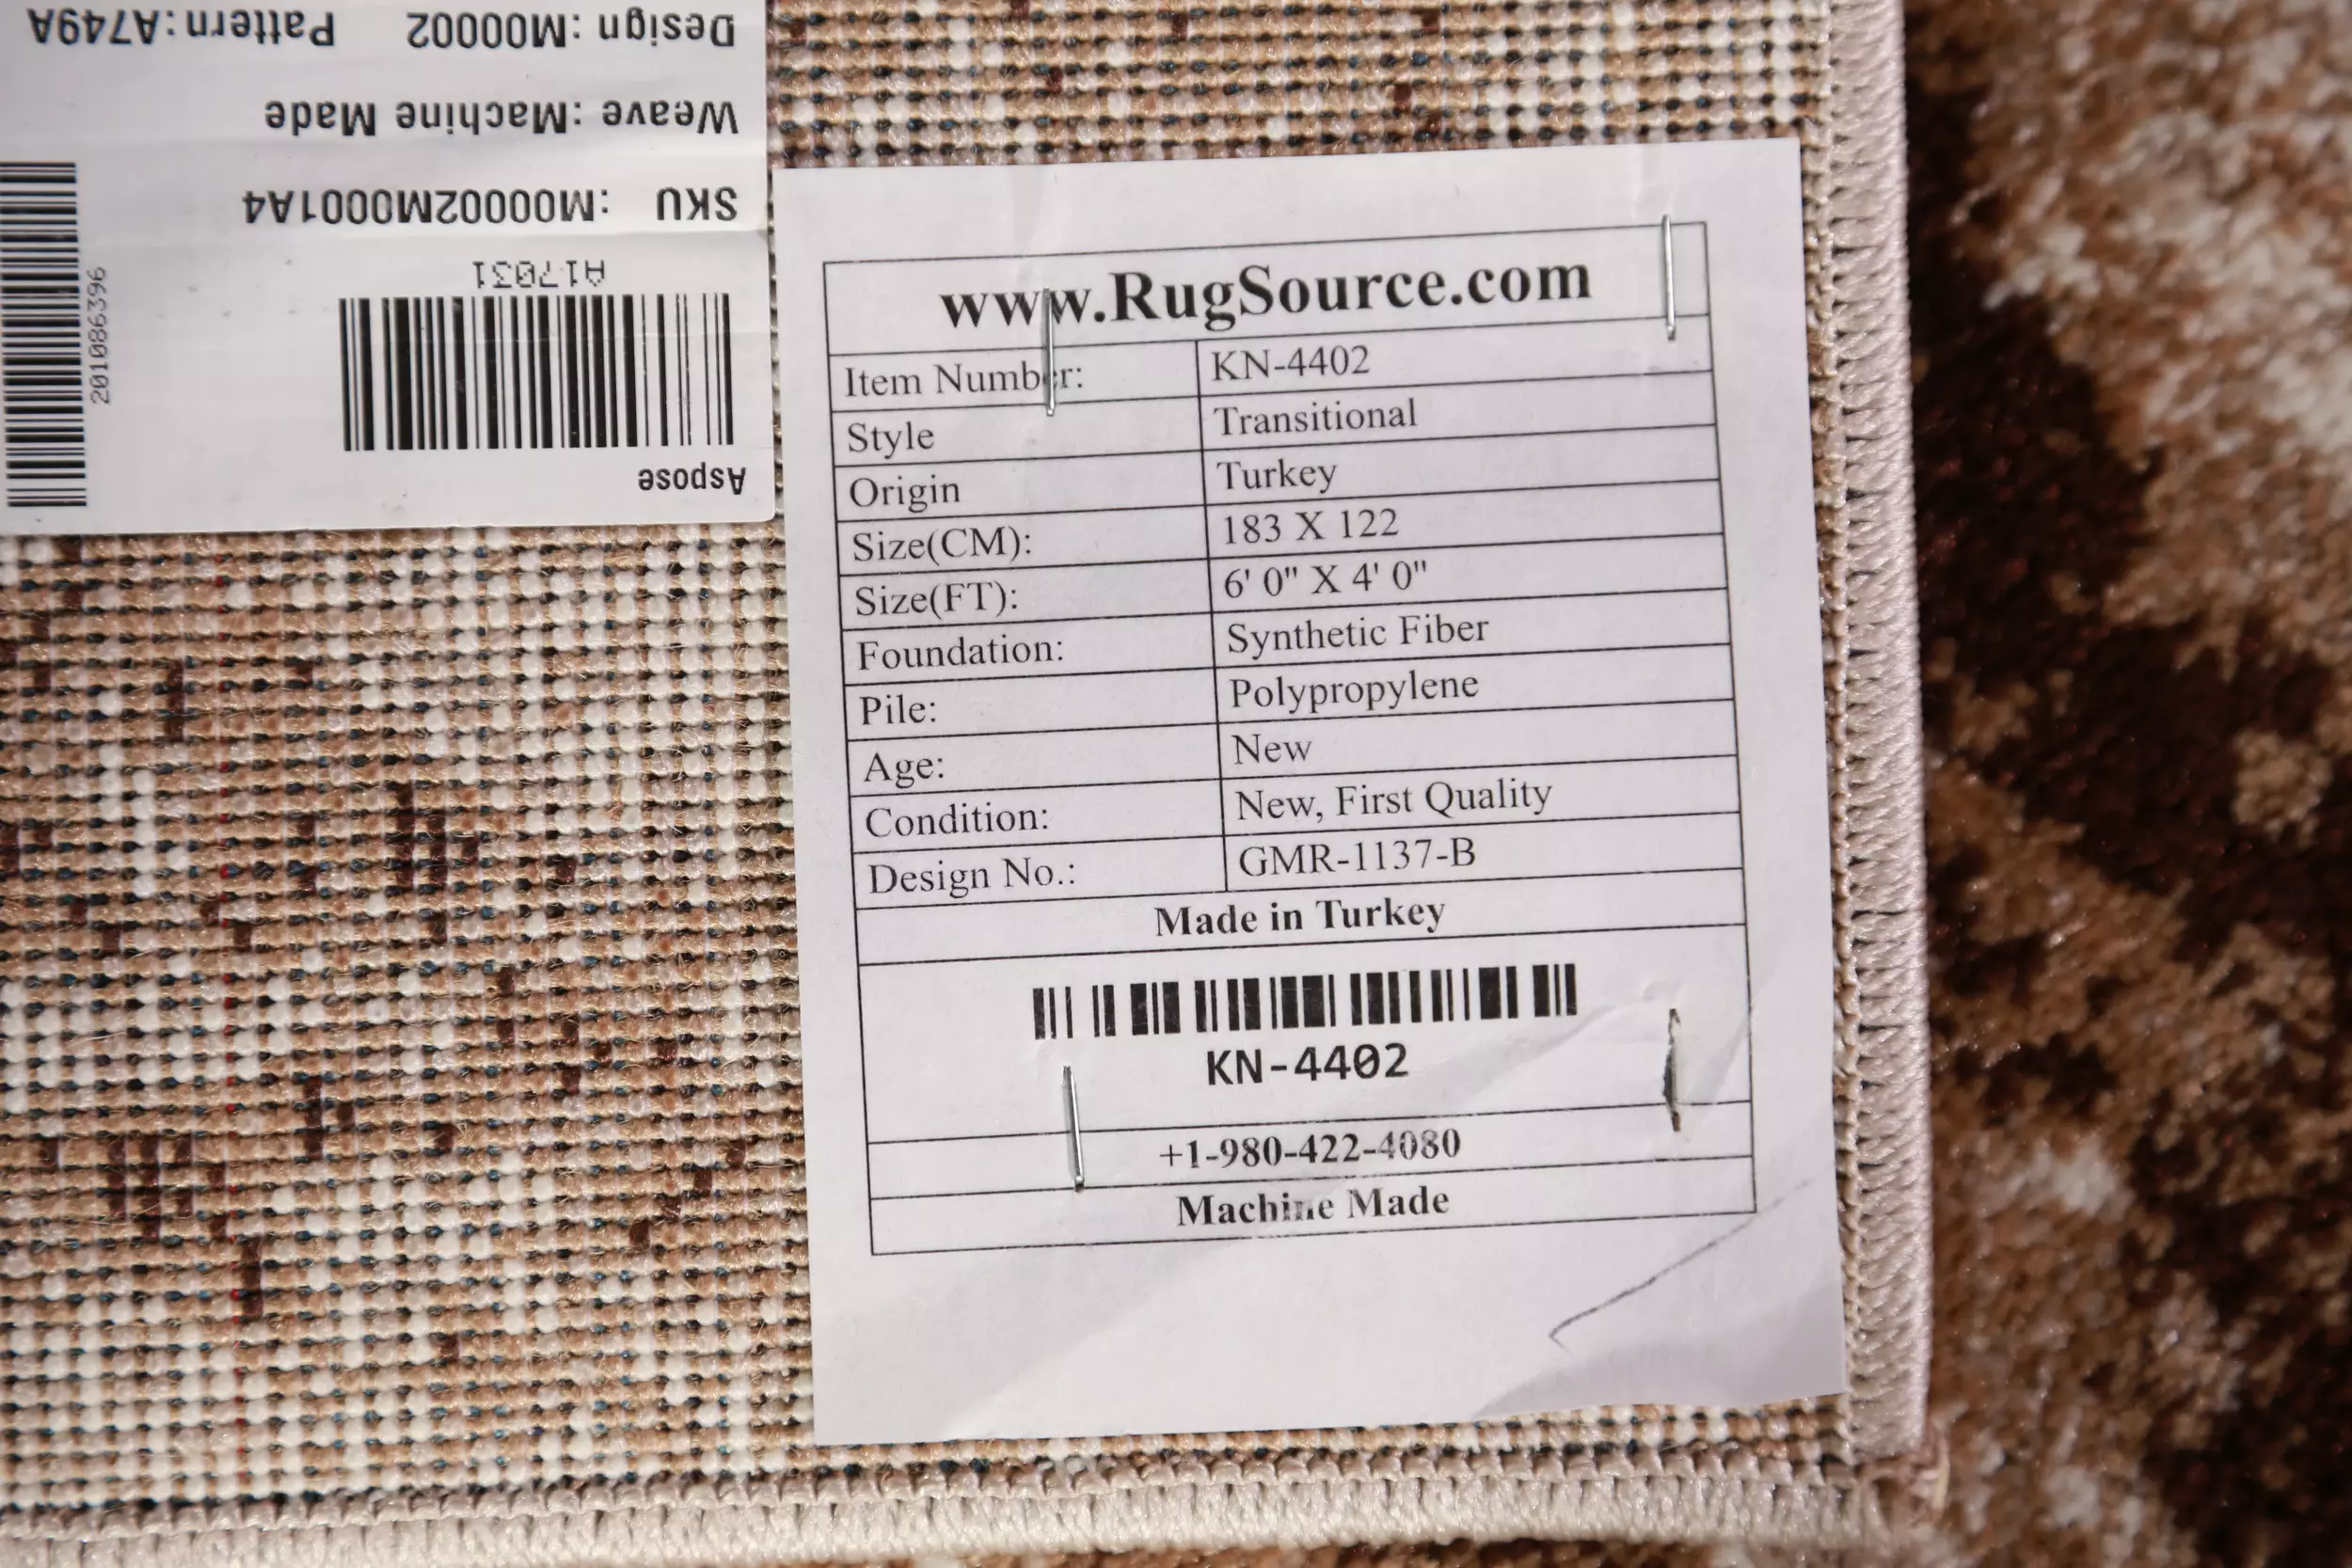 Design :M00002 Pattern:A749A
Weave :Machine Made
SKU :M00002M0001A4
A17031
Aspose
2010863396
www.RugSource.com
Item Number: KN-4402
Style Transitional
Origin Turkey
Size(CM): 183 X 122
Size(FT): 6' 0" X 4' 0"
Foundation: Synthetic Fiber
Pile: Polypropylene
Age: New
Condition: New, First Quality
Design No.: GMR-1137-B
Made in Turkey
KN-4402
+1-980-422-4080
Machine Made